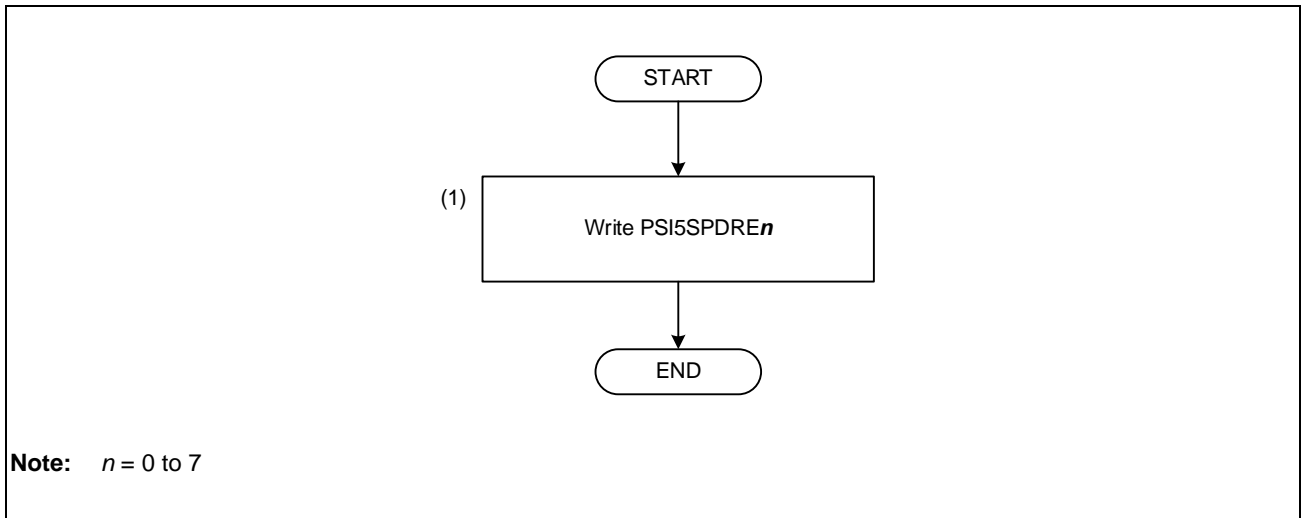 START
(1)
Write PSI5SPDREn
END
Note: n = 0 to 7